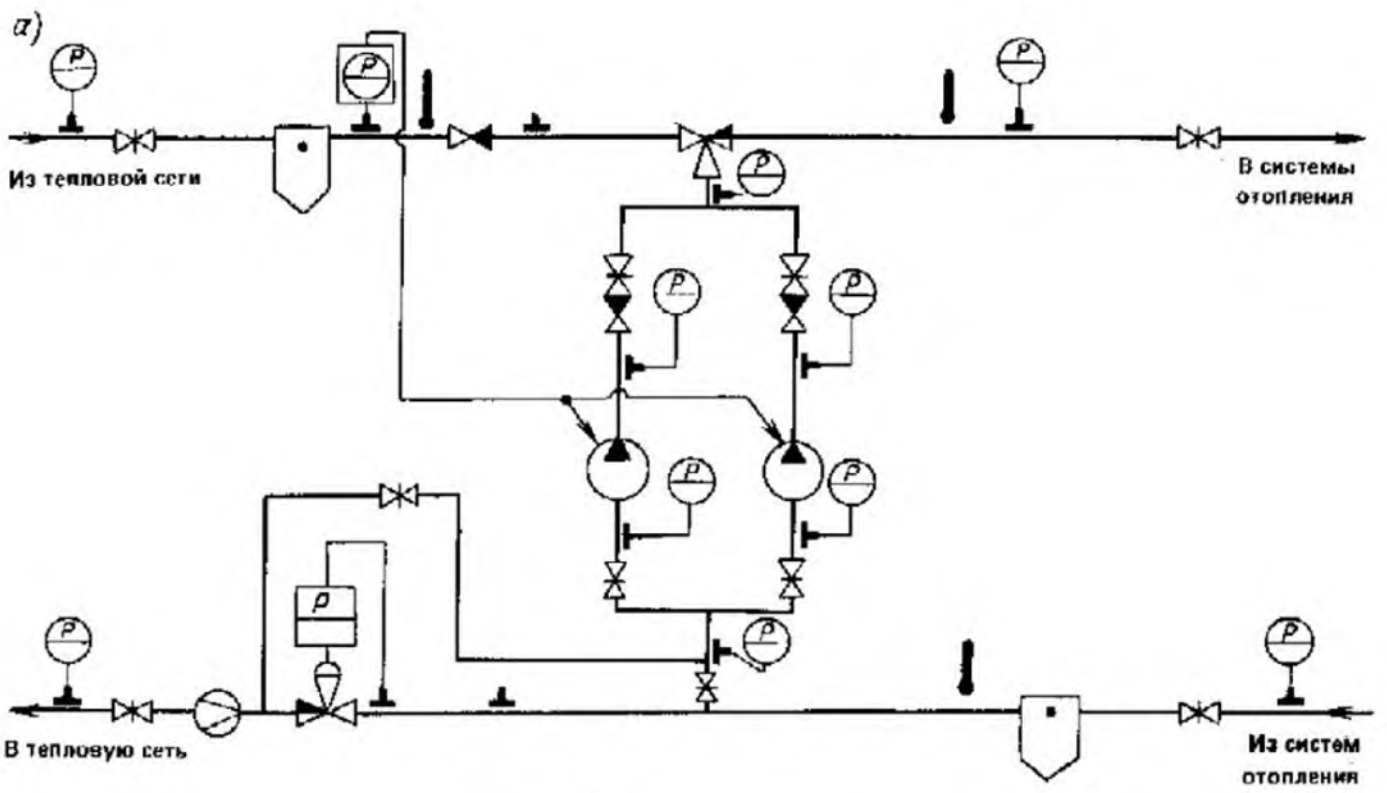 а)
P
P
P
Из тепловой сети
P
В системы
отопления
P
P
P
P
P
P
P
P
P
В тепловую сеть
Из систем
отопления